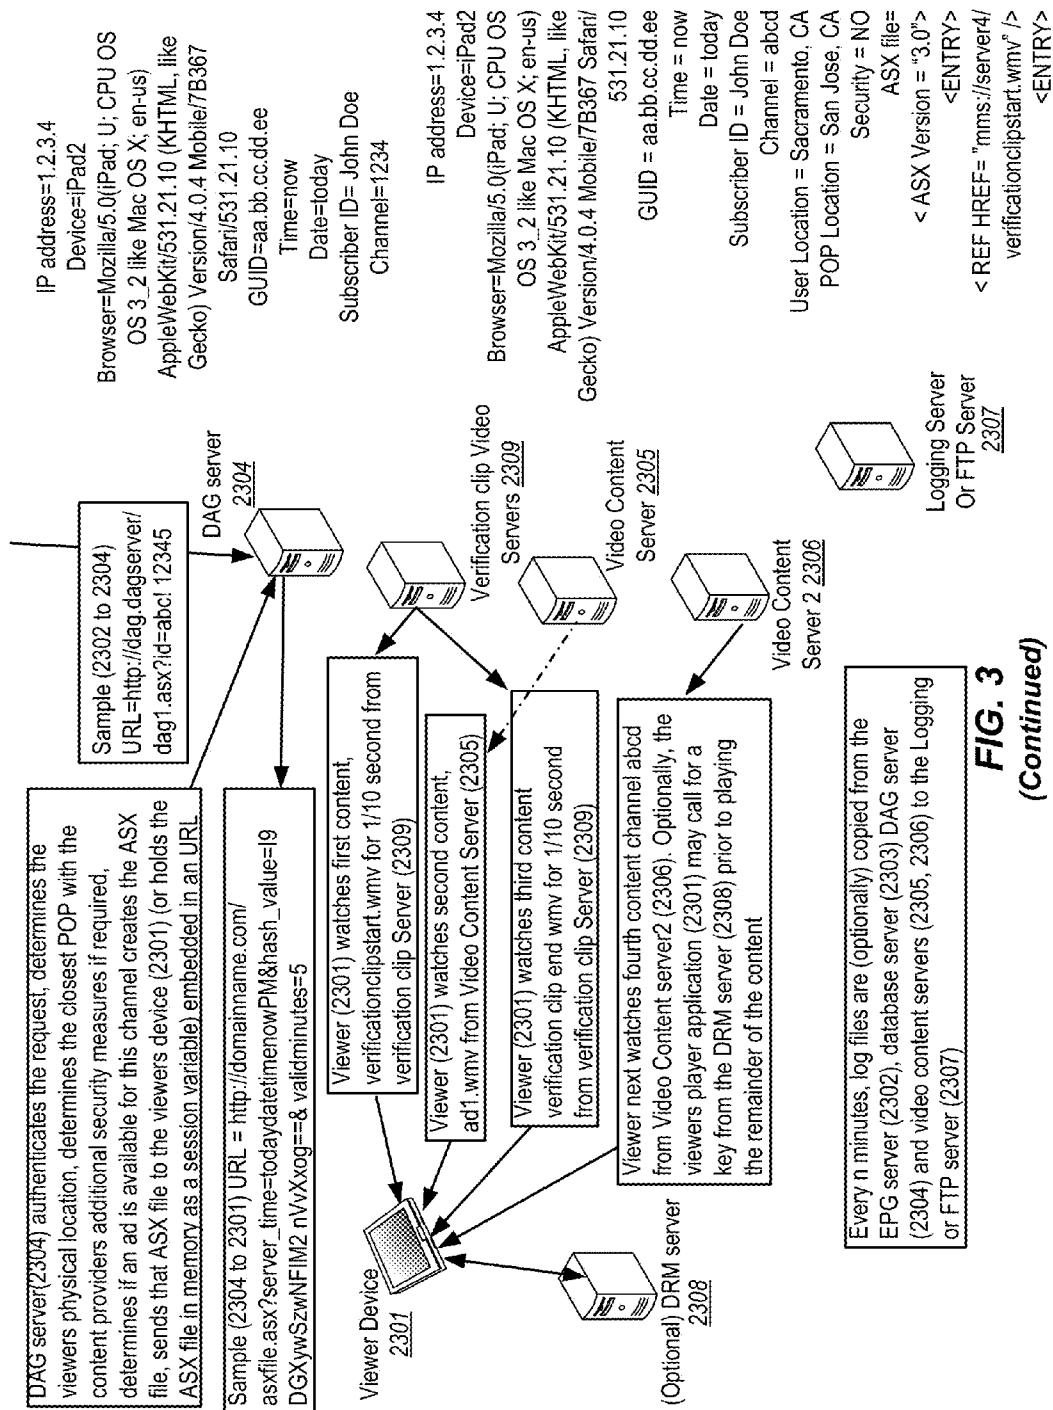 DAG server(2304) authenticates the request, determines the
viewers physical location, determines the closest POP with the
content providers additional security measures if required,
determines if an ad is available for this channel creates the ASX
file, sends that ASX file to the viewers device (2301) (or holds the
ASX file in memory as a session variable) embedded in an URL
Sample (2302 to 2304)
URL=http://dag.dagserver/
dag1.asx?id=abc! 12345
IP address=1.2.3.4
Device=iPad2
Browser=Mozilla/5.0(iPad; U; CPU OS
OS 3_2 like Mac OS X; en-us)
AppleWebKit/531.21.10 (KHTML, like
Gecko) Version/4.0.4 Mobile/7B367
Safari/531.21.10
GUID=aa.bb.cc.dd.ee
Time=now
Date=today
Subscriber ID= John Doe
Channel=1234
Sample (2304 to 2301) URL = http://domainname.com/
asxfile.asx?server_time=todaydatetimenowPM&hash_value=I9
DGXywSzwNFIM2 nVvXxog==& validminutes=5
DAG server
2304
Viewer Device
2301
Viewer (2301) watches first content,
verificationclipstart.wmv for 1/10 second from
verification clip Server (2309)
Verification clip Video
Servers 2309
Viewer (2301) watches second content,
ad1.wmv from Video Content Server (2305)
Video Content
Server 2305
Viewer (2301) watches third content
verification clip end wmv for 1/10 second
from verification clip Server (2309)
(Optional) DRM server
2308
Viewer next watches fourth content channel abcd
from Video Content server2 (2306). Optionally, the
viewers player application (2301) may call for a
key from the DRM server (2308) prior to playing
the remainder of the content
Video Content
Server 2 2306
IP address=1.2.3.4
Device=iPad2
Browser=Mozilla/5.0(iPad; U; CPU OS
OS 3_2 like Mac OS X; en-us)
AppleWebKit/531.21.10 (KHTML, like
Gecko) Version/4.0.4 Mobile/7B367 Safari/
531.21.10
GUID = aa.bb.cc.dd.ee
Time = now
Date = today
Subscriber ID = John Doe
Channel = abcd
User Location = Sacramento, CA
POP Location = San Jose, CA
Security = NO
ASX file=
< ASX Version = "3.0">
<ENTRY>
< REF HREF= "mms://server4/
verificationclipstart.wmv" />
<ENTRY>
Every n minutes, log files are (optionally) copied from the
EPG server (2302), database server (2303) DAG server
(2304) and video content servers (2305, 2306) to the Logging
or FTP server (2307)
Logging Server
Or FTP Server
2307
FIG. 3
(Continued)